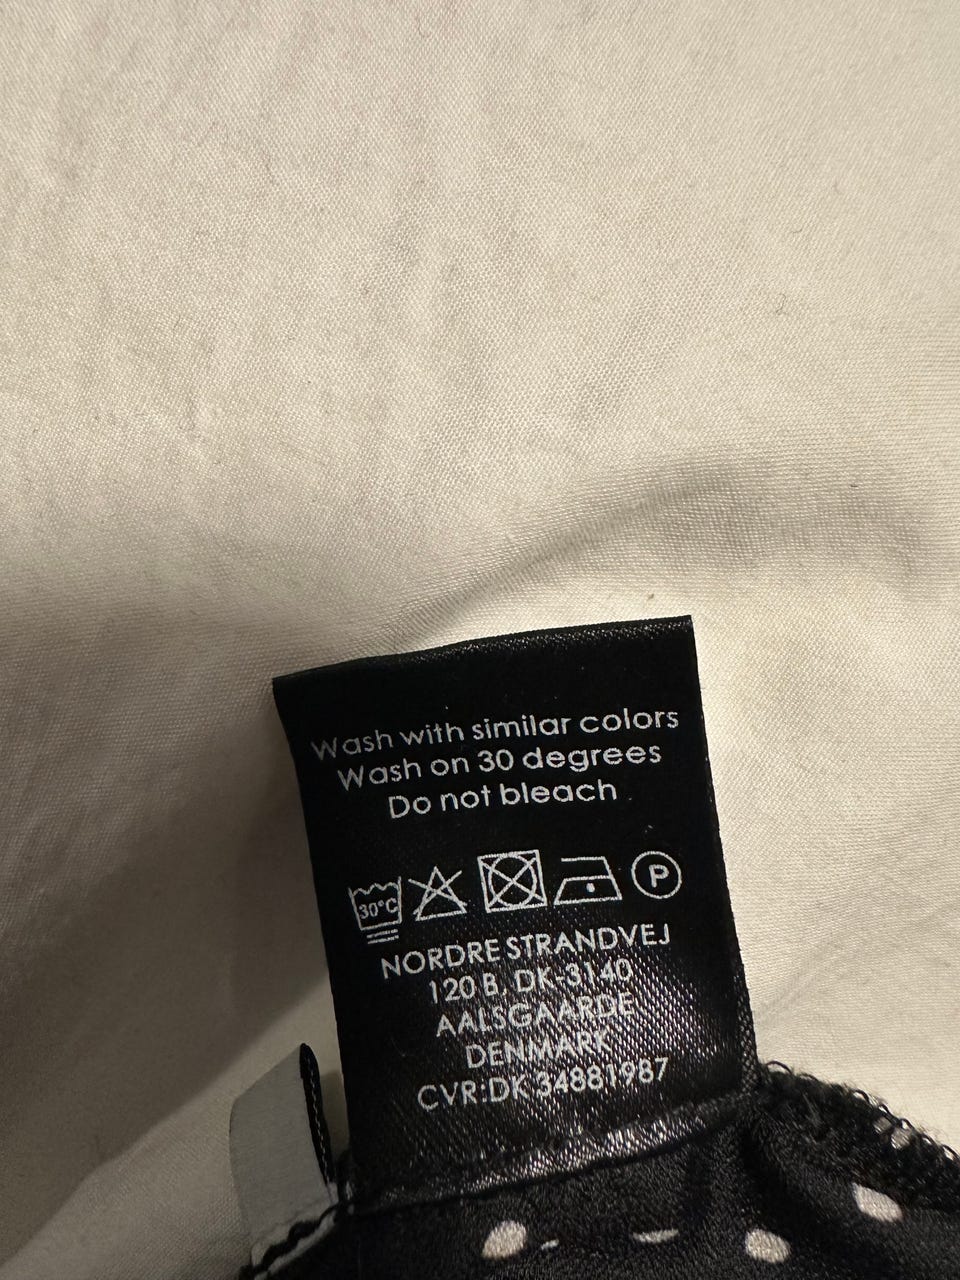 Wash with similar colors
Wash on 30 degrees
Do not bleach
30°C P
NORDRE STRANDVEJ
120 B, DK-3140
AALSGAARDE
DENMARK
CVR:DK 34881987